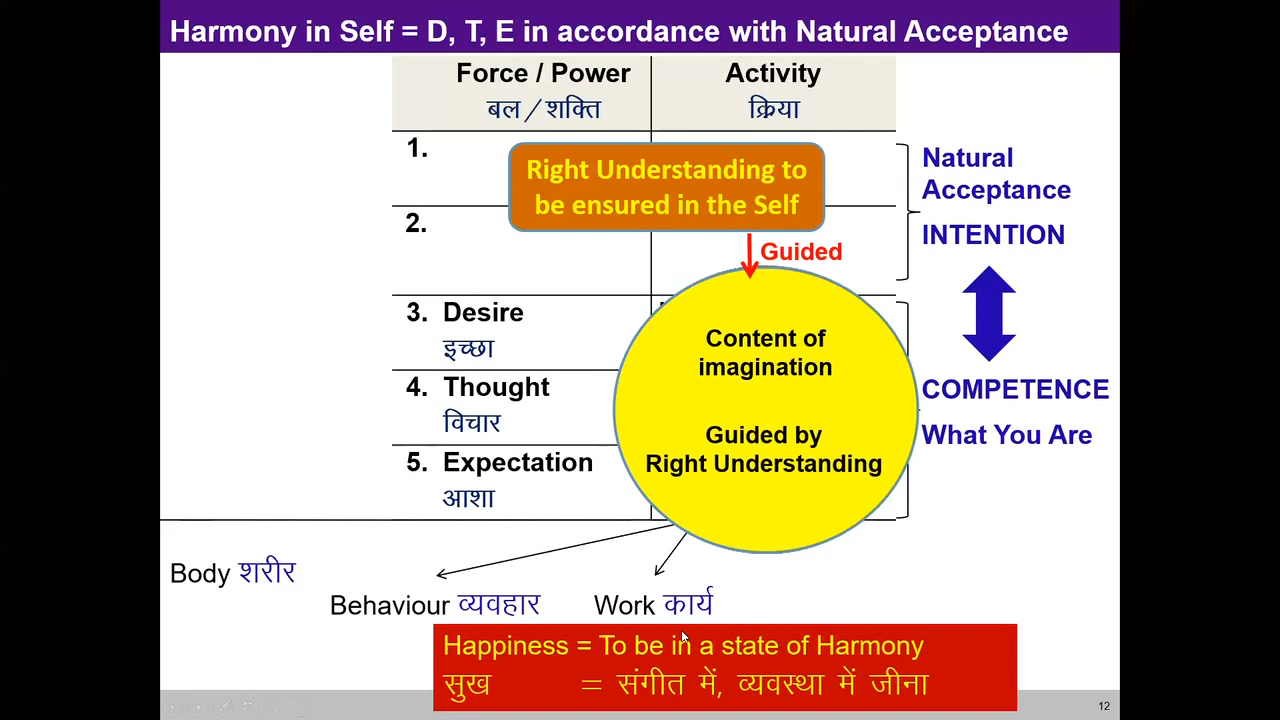 Harmony in Self = D, T, E in accordance with Natural Acceptance
Force / Power
Activity
बल / शक्ति
क्रिया
1.
Right Understanding to
be ensured in the Self
2.
Guided
Natural
Acceptance
INTENTION
3. Desire
इच्छा
4. Thought
विचार
5. Expectation
आशा
Content of
imagination
Guided by
Right Understanding
COMPETENCE
What You Are
Body शरीर
Behaviour व्यवहार
Work कार्य
Happiness = To be in a state of Harmony
सुख = संगीत में, व्यवस्था में जीना
12